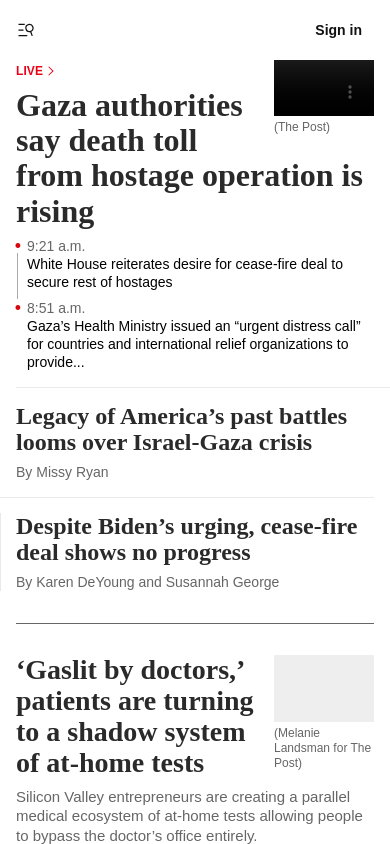 Sign in
LIVE
Gaza authorities
say death toll
from hostage operation is
rising
(The Post)
9:21 a.m.
White House reiterates desire for cease-fire deal to
secure rest of hostages
8:51 a.m.
Gaza’s Health Ministry issued an “urgent distress call”
for countries and international relief organizations to
provide...
Legacy of America’s past battles
looms over Israel-Gaza crisis
By Missy Ryan
Despite Biden’s urging, cease-fire
deal shows no progress
By Karen DeYoung and Susannah George
‘Gaslit by doctors,’
patients are turning
to a shadow system
of at-home tests
(Melanie
Landsman for The
Post)
Silicon Valley entrepreneurs are creating a parallel
medical ecosystem of at-home tests allowing people
to bypass the doctor’s office entirely.